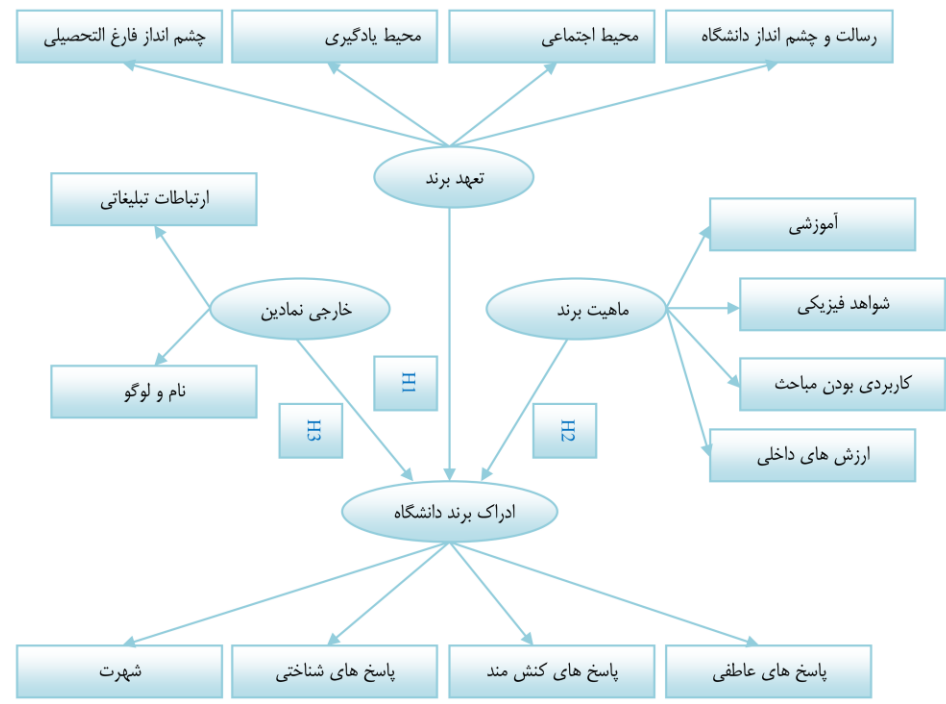 رسالت و چشم انداز دانشگاه
محیط اجتماعی
محیط یادگیری
چشم انداز فارغ التحصیلی
تعهد برند
ارتباطات تبلیغاتی
آموزشی
خارجی نمادین
ماهیت برند
شواهد فیزیکی
نام و لوگو
کاربردی بودن مباحث
H1
H2
H3
ارزش های داخلی
ادراک برند دانشگاه
پاسخ های عاطفی
پاسخ های کنش مند
پاسخ های شناختی
شهرت